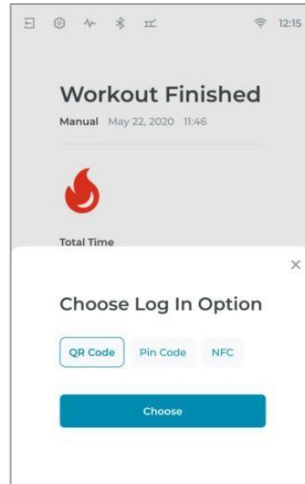 12:15
Workout Finished
Manual May 22, 2020 11:46
Total Time
Choose Log In Option
QR Code Pin Code NFC
Choose